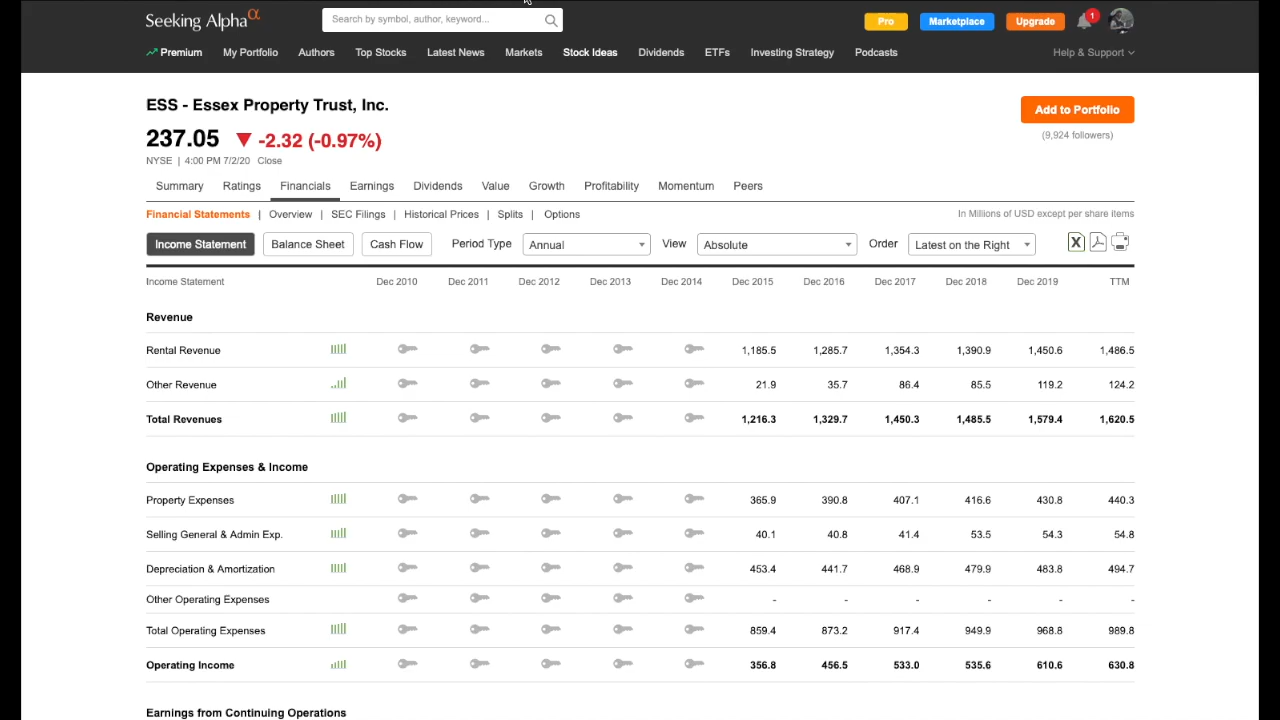 Seeking Alpha α
Search by symbol, author, keyword...
Pro Marketplace Upgrade 1
Premium My Portfolio Authors Top Stocks Latest News Markets Stock Ideas Dividends ETFs Investing Strategy Podcasts Help & Support
ESS - Essex Property Trust, Inc.
Add to Portfolio
237.05 ▼ -2.32 (-0.97%)
(9,924 followers)
NYSE | 4:00 PM 7/2/20 Close
Summary Ratings Financials Earnings Dividends Value Growth Profitability Momentum Peers
Financial Statements | Overview | SEC Filings | Historical Prices | Splits | Options In Millions of USD except per share items
Income Statement Balance Sheet Cash Flow Period Type Annual View Absolute Order Latest on the Right X
Income Statement Dec 2010 Dec 2011 Dec 2012 Dec 2013 Dec 2014 Dec 2015 Dec 2016 Dec 2017 Dec 2018 Dec 2019 TTM
Revenue
Rental Revenue 1,185.5 1,285.7 1,354.3 1,390.9 1,450.6 1,486.5
Other Revenue 21.9 35.7 86.4 85.5 119.2 124.2
Total Revenues 1,216.3 1,329.7 1,450.3 1,485.5 1,579.4 1,620.5
Operating Expenses & Income
Property Expenses 365.9 390.8 407.1 416.6 430.8 440.3
Selling General & Admin Exp. 40.1 40.8 41.4 53.5 54.3 54.8
Depreciation & Amortization 453.4 441.7 468.9 479.9 483.8 494.7
Other Operating Expenses - - - - - -
Total Operating Expenses 859.4 873.2 917.4 949.9 968.8 989.8
Operating Income 356.8 456.5 533.0 535.6 610.6 630.8
Earnings from Continuing Operations